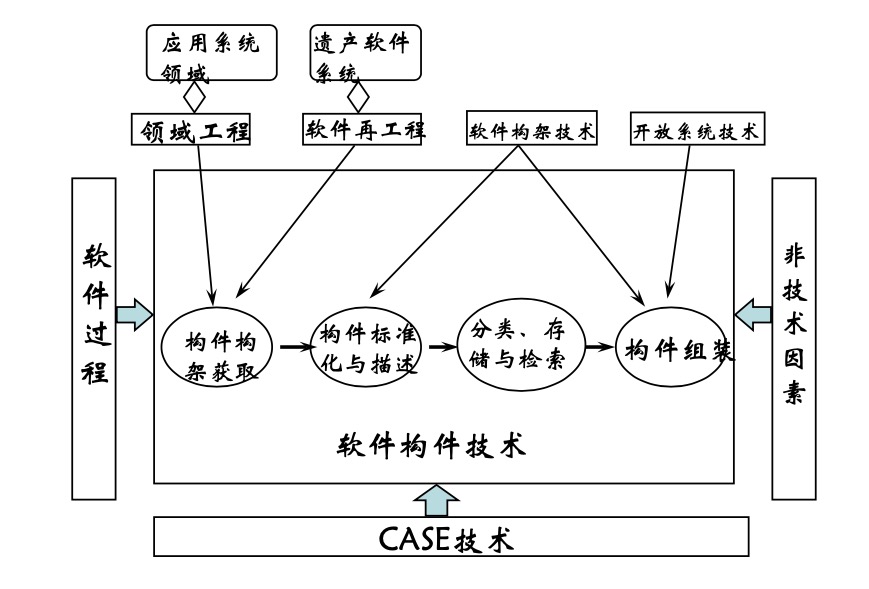 应用系统
领域
遗产软件
系统
领域工程
软件再工程
软件构架技术
开放系统技术
软
件
过
程
非
技
术
因
素
构件构
架获取
构件标准
化与描述
分类、存
储与检索
构件组装
软件构件技术
CASE技术